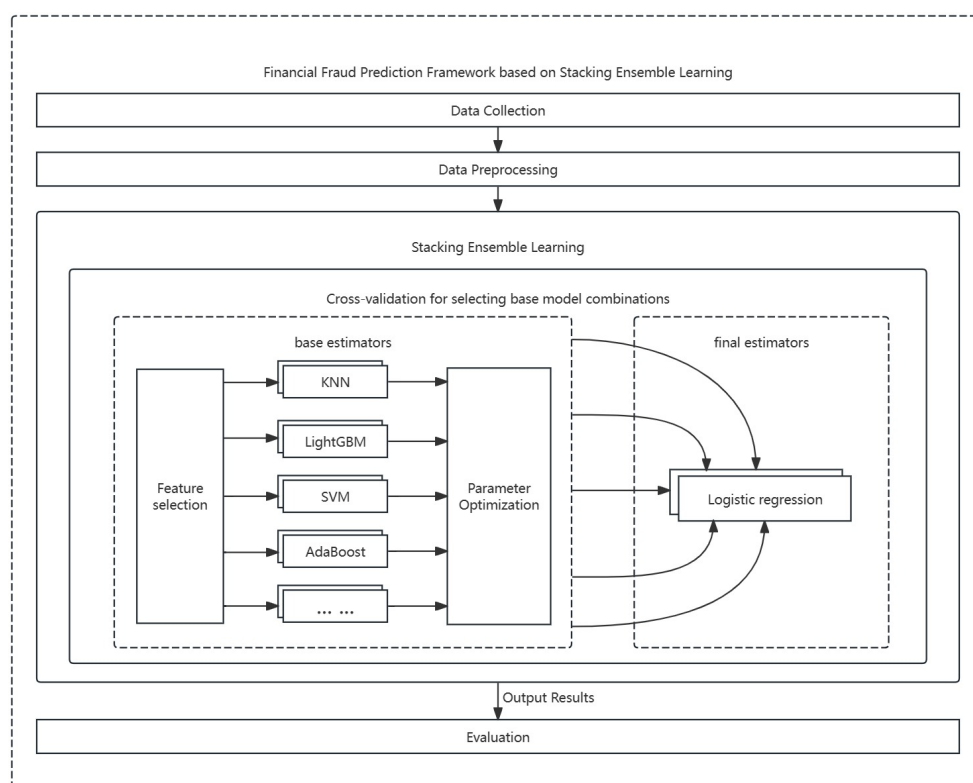 Financial Fraud Prediction Framework based on Stacking Ensemble Learning
Data Collection
Data Preprocessing
Stacking Ensemble Learning
Cross-validation for selecting base model combinations
base estimators
final estimators
KNN
LightGBM
Feature
selection
SVM
Parameter
Optimization
Logistic regression
AdaBoost
... ...
Output Results
Evaluation